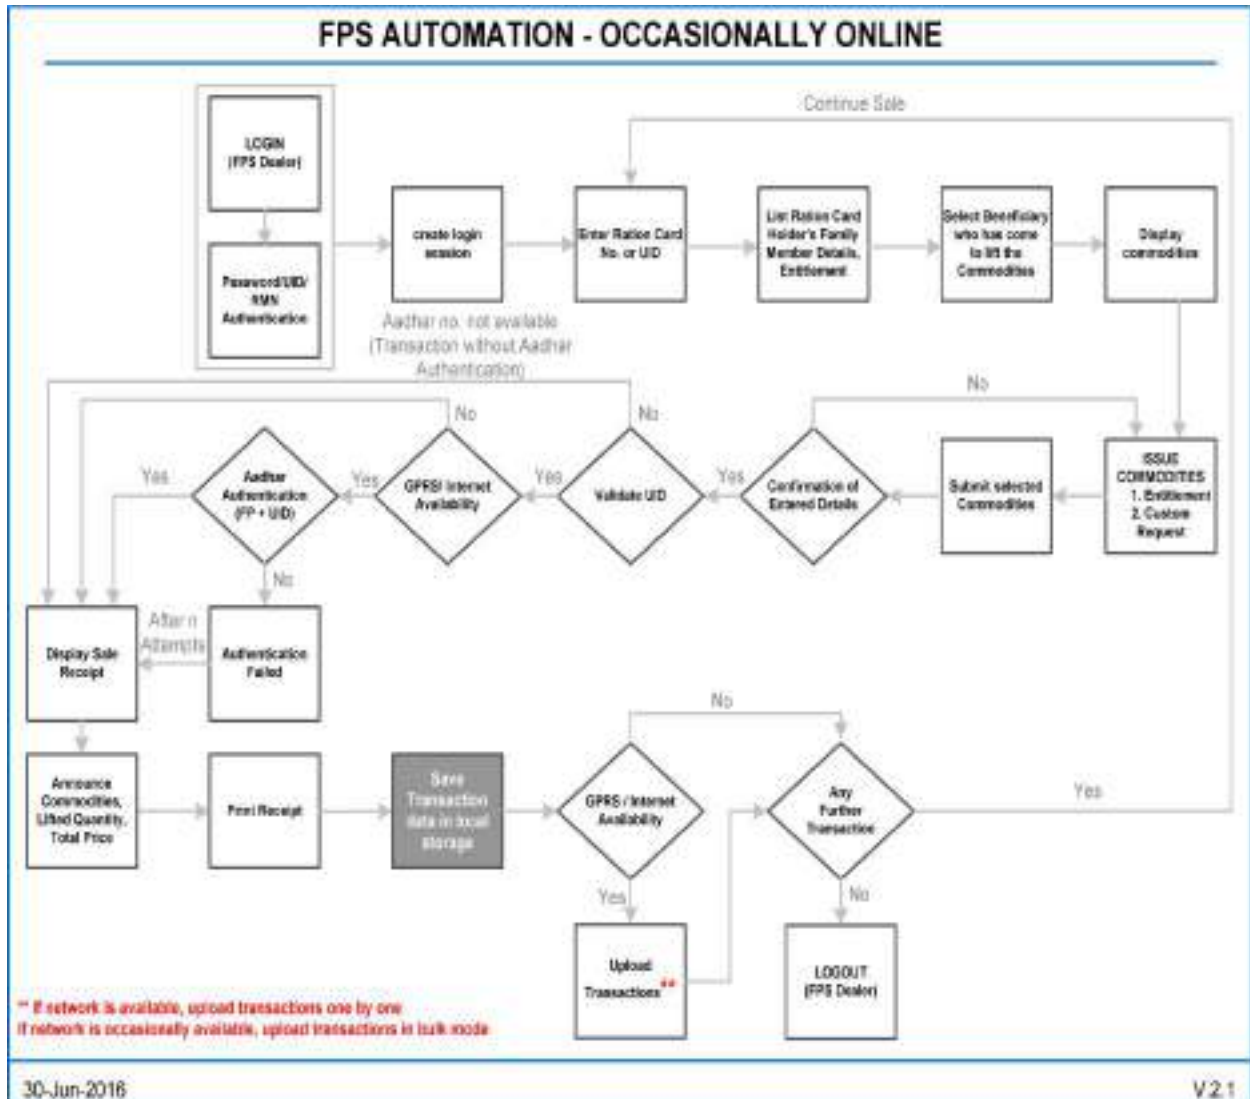 FPS AUTOMATION - OCCASIONALLY ONLINE
Continue Sale
LOGIN
(FPS Dealer)
Password/UID/
RMN
Authentication
create login
session
Enter Ration Card
No. or UID
List Ration Card
Holder's Family
Member Details,
Entitlement
Select Beneficiary
who has come
to lift the
Commodities
Display
commodities
Aadhar no. not available
(Transaction without Aadhar
Authentication)
No
No
No
Yes
Aadhar
Authentication
(FP + UID)
Yes
GPRS/ Internet
Availability
Yes
Validate UID
Yes
Confirmation of
Entered Details
Submit selected
Commodities
ISSUE
COMMODITIES
1. Entitlement
2. Custom
Request
No
After n
Attempts
Display Sale
Receipt
Authentication
Failed
No
Announce
Commodities,
Lifted Quantity,
Total Price
Print Receipt
Save
Transaction
data in local
storage
GPRS / Internet
Availability
Any
Further
Transaction
Yes
Yes
No
Upload
Transactions**
LOGOUT
(FPS Dealer)
** If network is available, upload transactions one by one
If network is occasionally available, upload transactions in bulk mode
30-Jun-2016
V.2.1